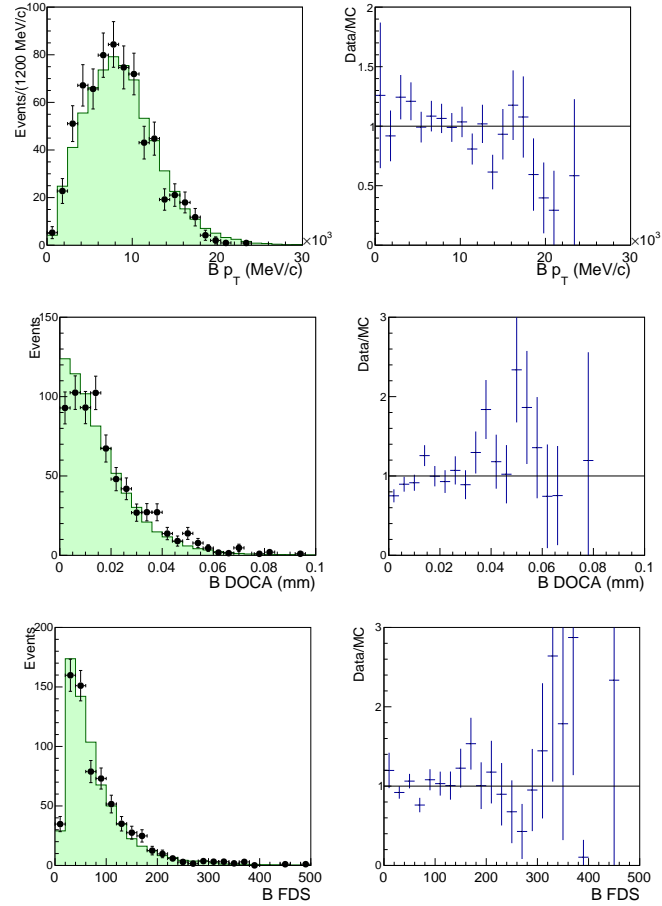 Events/(1200 MeV/c)
100
80
60
40
20
0
0 10 20 30
×10³
B p_T (MeV/c)
Data/MC
2
1.5
1
0.5
0
0 10 20 30
×10³
B p_T (MeV/c)
Events
150
100
50
0
0 0.02 0.04 0.06 0.08 0.1
B DOCA (mm)
Data/MC
3
2
1
0
0 0.02 0.04 0.06 0.08 0.1
B DOCA (mm)
Events
200
150
100
50
0
0 100 200 300 400 500
B FDS
Data/MC
3
2
1
0
0 100 200 300 400 500
B FDS